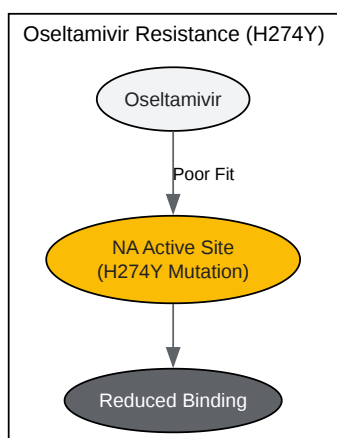 Oseltamivir Resistance (H274Y)
Oseltamivir
Poor Fit
NA Active Site
(H274Y Mutation)
Reduced Binding